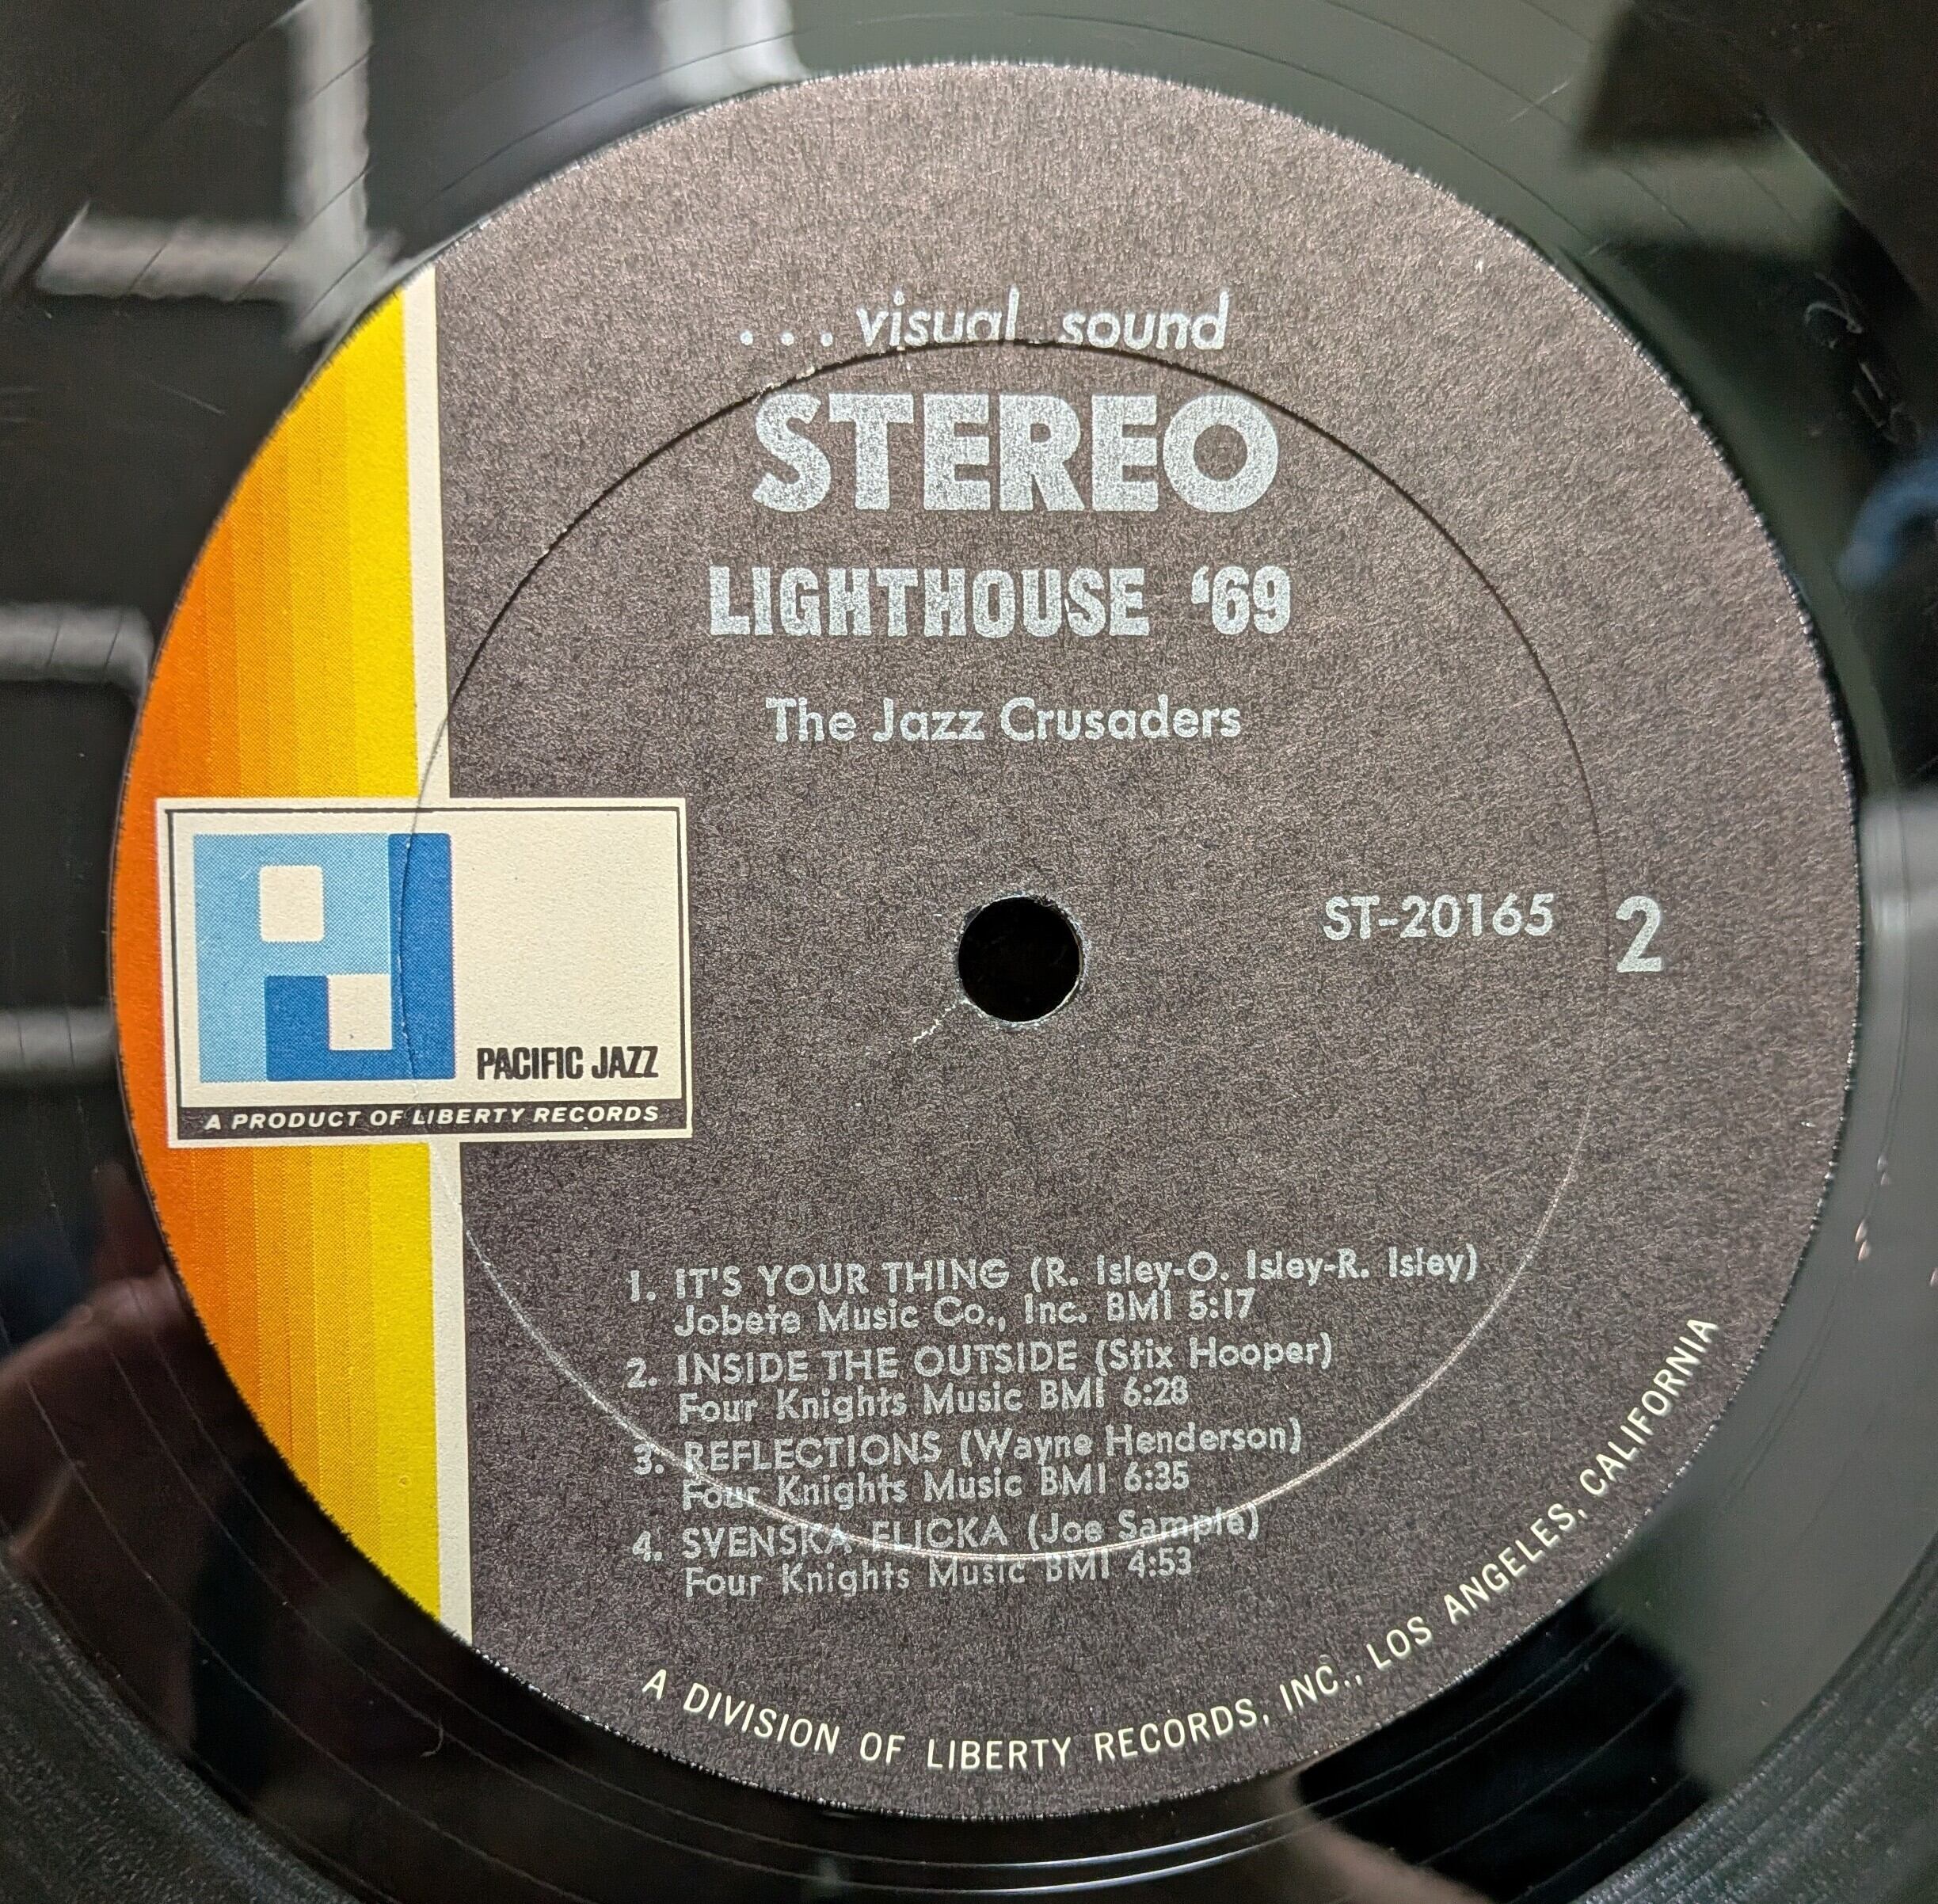 . . . visual sound
STEREO
LIGHTHOUSE '69
The Jazz Crusaders
PJ
PACIFIC JAZZ
A PRODUCT OF LIBERTY RECORDS
ST-20165 2
1. IT'S YOUR THING (R. Isley-O. Isley-R. Isley)
Jobete Music Co., Inc. BMI 5:17
2. INSIDE THE OUTSIDE (Stix Hooper)
Four Knights Music BMI 6:28
3. REFLECTIONS (Wayne Henderson)
Four Knights Music BMI 6:35
4. SVENSKA FLICKA (Joe Sample)
Four Knights Music BMI 4:53
A DIVISION OF LIBERTY RECORDS, INC., LOS ANGELES, CALIFORNIA